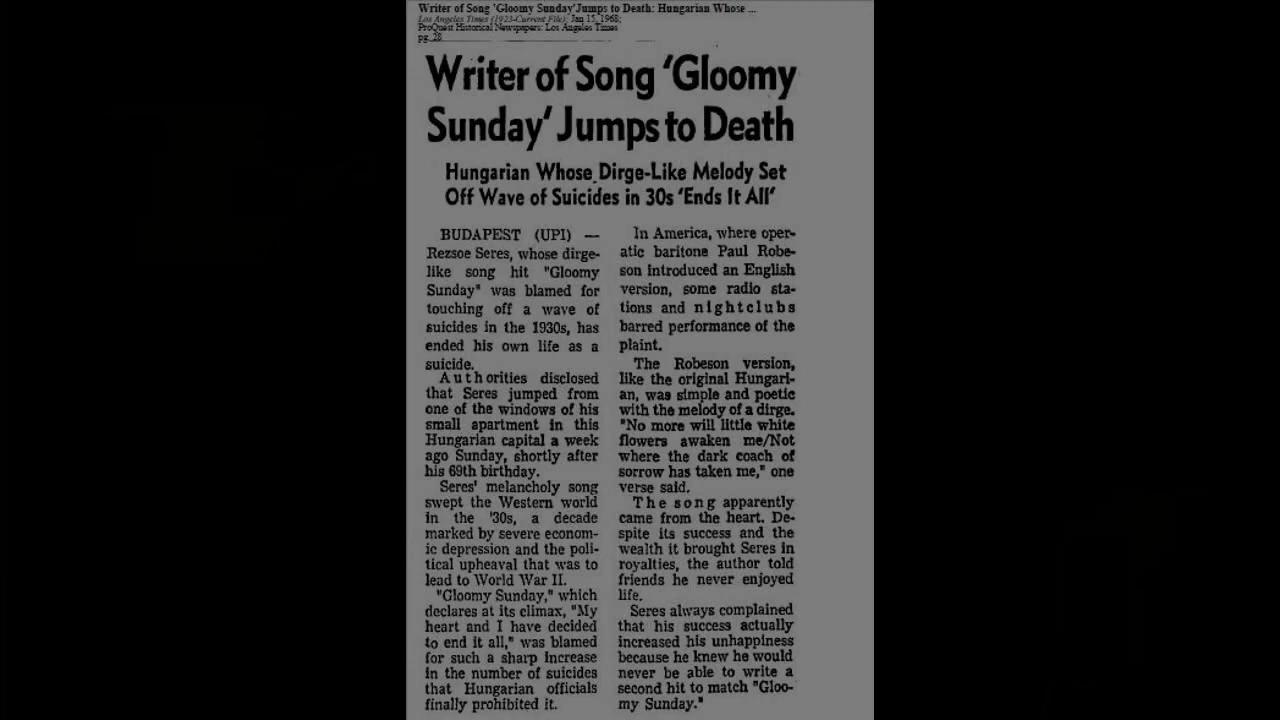 Writer of Song 'Gloomy Sunday'Jumps to Death: Hungarian Whose ...
Los Angeles Times (1923-Current File); Jan 15, 1968;
ProQuest Historical Newspapers: Los Angeles Times
pg. 28
Writer of Song 'Gloomy
Sunday' Jumps to Death
Hungarian Whose Dirge-Like Melody Set
Off Wave of Suicides in 30s 'Ends It All'
BUDAPEST (UPI) —
Rezsoe Seres, whose dirge-
like song hit "Gloomy
Sunday" was blamed for
touching off a wave of
suicides in the 1930s, has
ended his own life as a
suicide.
Authorities disclosed
that Seres jumped from
one of the windows of his
small apartment in this
Hungarian capital a week
ago Sunday, shortly after
his 69th birthday.
Seres' melancholy song
swept the Western world
in the '30s, a decade
marked by severe econom-
ic depression and the poli-
tical upheaval that was to
lead to World War II.
"Gloomy Sunday," which
declares at its climax, "My
heart and I have decided
to end it all," was blamed
for such a sharp increase
in the number of suicides
that Hungarian officials
finally prohibited it.
In America, where oper-
atic baritone Paul Robe-
son introduced an English
version, some radio sta-
tions and nightclubs
barred performance of the
plaint.
The Robeson version,
like the original Hungari-
an, was simple and poetic
with the melody of a dirge.
"No more will little white
flowers awaken me/Not
where the dark coach of
sorrow has taken me," one
verse said.
The song apparently
came from the heart. De-
spite its success and the
wealth it brought Seres in
royalties, the author told
friends he never enjoyed
life.
Seres always complained
that his success actually
increased his unhappiness
because he knew he would
never be able to write a
second hit to match "Gloo-
my Sunday."